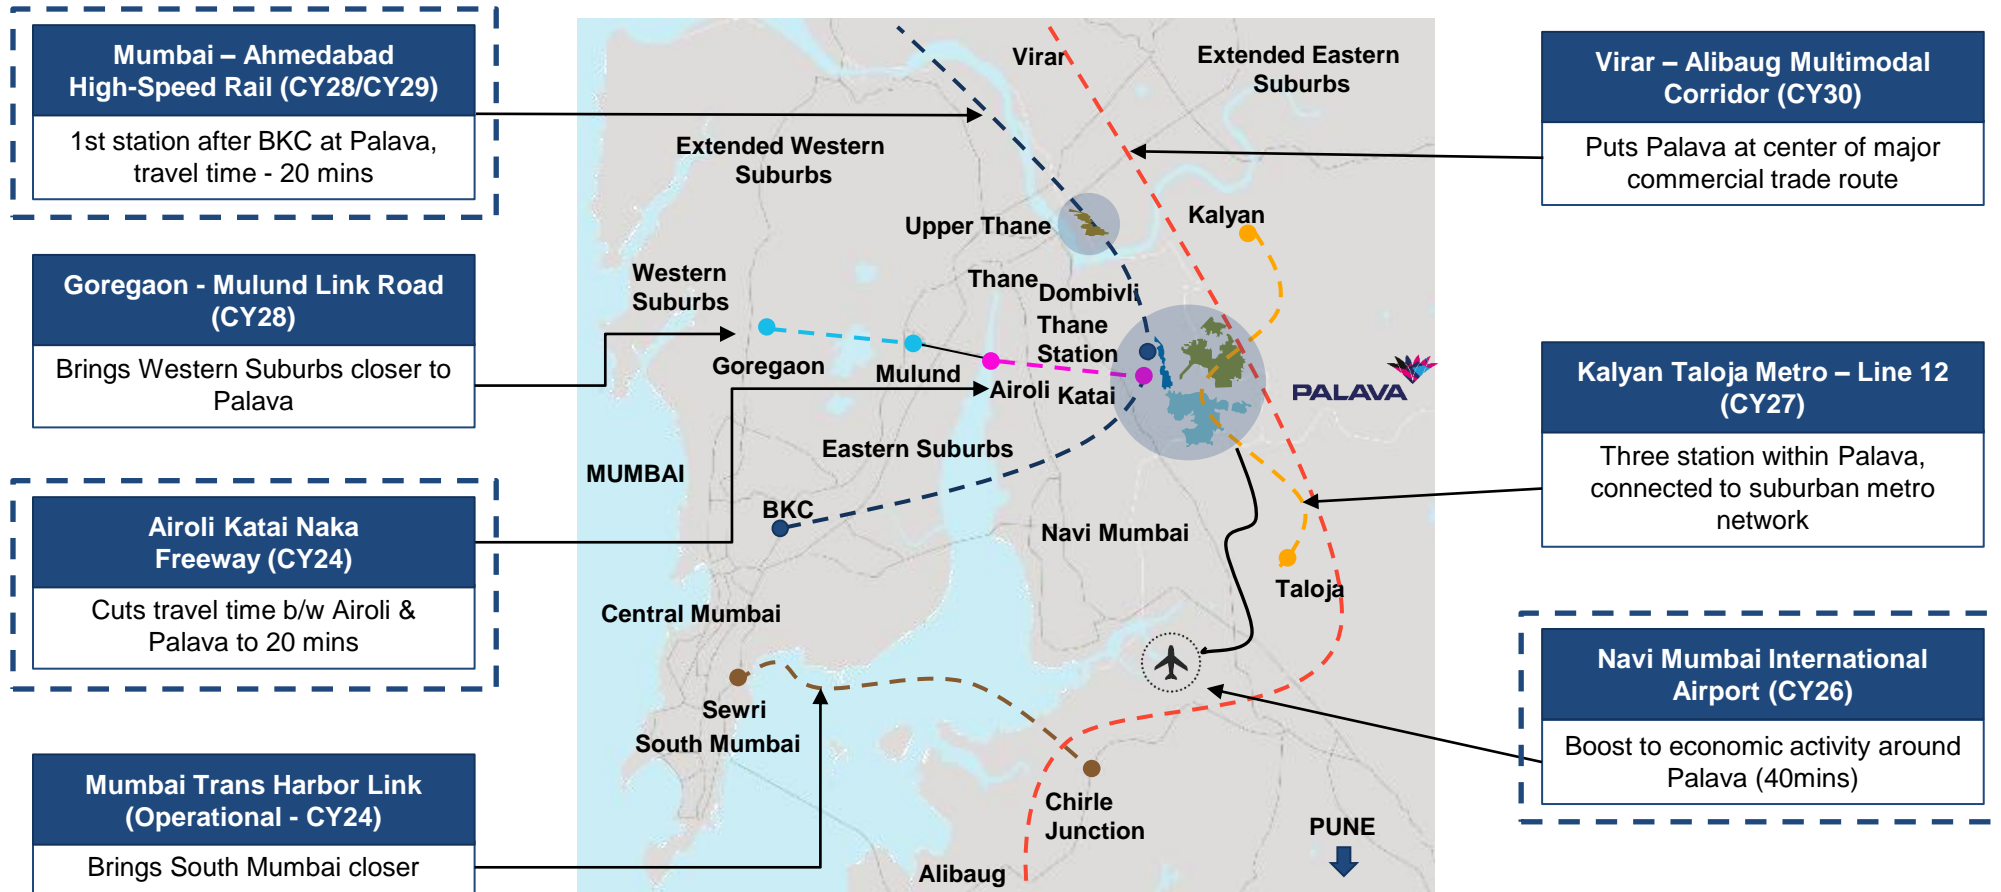 Mumbai – Ahmedabad
High-Speed Rail (CY28/CY29)
1st station after BKC at Palava,
travel time - 20 mins
Goregaon - Mulund Link Road
(CY28)
Brings Western Suburbs closer to
Palava
Airoli Katai Naka
Freeway (CY24)
Cuts travel time b/w Airoli &
Palava to 20 mins
Mumbai Trans Harbor Link
(Operational - CY24)
Brings South Mumbai closer
Virar
Extended Eastern
Suburbs
Extended Western
Suburbs
Upper Thane
Kalyan
Western
Suburbs
Thane
Dombivli
Thane
Station
Goregaon
Mulund
Airoli
Katai
PALAVA
Eastern Suburbs
MUMBAI
BKC
Navi Mumbai
Taloja
Central Mumbai
Sewri
South Mumbai
Chirle
Junction
PUNE
Alibaug
Virar – Alibaug Multimodal
Corridor (CY30)
Puts Palava at center of major
commercial trade route
Kalyan Taloja Metro – Line 12
(CY27)
Three station within Palava,
connected to suburban metro
network
Navi Mumbai International
Airport (CY26)
Boost to economic activity around
Palava (40mins)